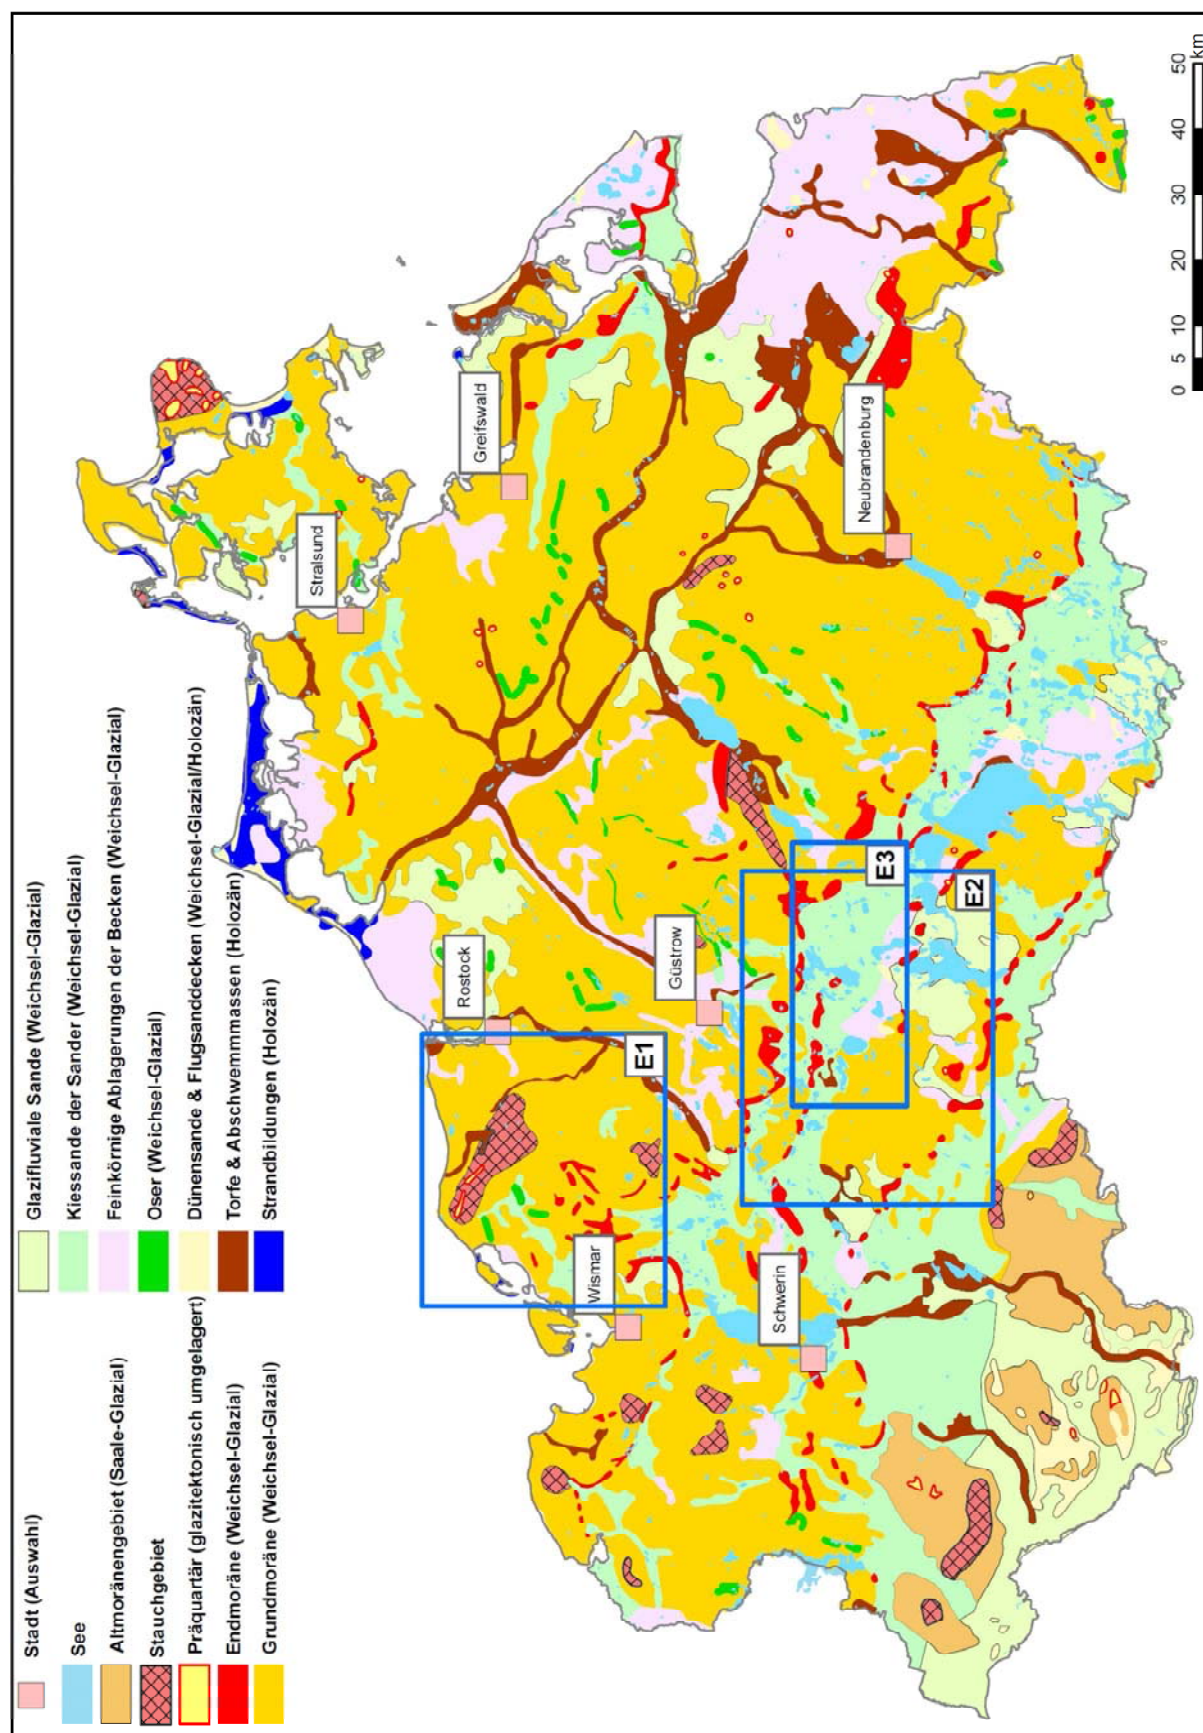 Stadt (Auswahl)
See
Altmoränengebiet (Saale-Glazial)
Stauchgebiet
Präquartär (glazitektonisch umgelagert)
Endmoräne (Weichsel-Glazial)
Grundmoräne (Weichsel-Glazial)
Glazifluviale Sande (Weichsel-Glazial)
Kiessande der Sander (Weichsel-Glazial)
Feinkörnige Ablagerungen der Becken (Weichsel-Glazial)
Oser (Weichsel-Glazial)
Dünensande & Flugsanddecken (Weichsel-Glazial/Holozän)
Torfe & Abschwemmmassen (Holozän)
Strandbildungen (Holozän)
Stralsund
Greifswald
Rostock
Wismar
Güstrow
Neubrandenburg
Schwerin
E1
E2
E3
0 5 10 20 30 40 50
km